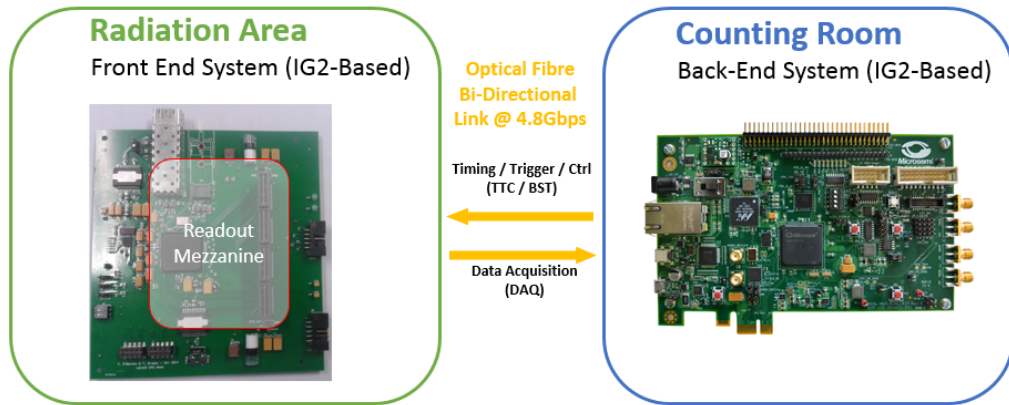 Radiation Area
Front End System (IG2-Based)
Readout
Mezzanine
Optical Fibre
Bi-Directional
Link @ 4.8Gbps
Timing / Trigger / Ctrl
(TTC / BST)
Data Acquisition
(DAQ)
Counting Room
Back-End System (IG2-Based)
Microsemi